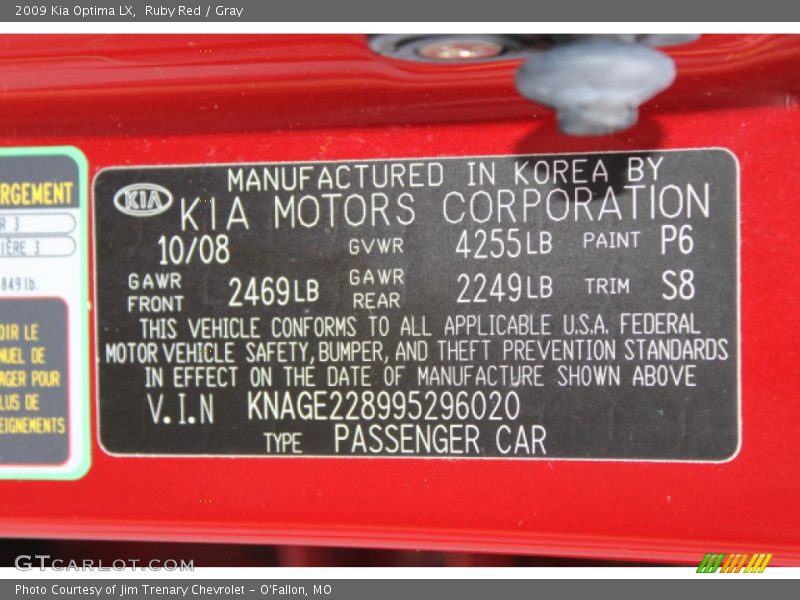 2009 Kia Optima LX, Ruby Red / Gray
RGEMENT
R 3
IÈRE 3
849 lb.
OIR LE
NUEL DE
NGER POUR
LUS DE
EIGNEMENTS
KIA
MANUFACTURED IN KOREA BY
KIA MOTORS CORPORATION
10/08 GVWR 4255LB PAINT P6
GAWR FRONT 2469LB GAWR REAR 2249LB TRIM S8
THIS VEHICLE CONFORMS TO ALL APPLICABLE U.S.A. FEDERAL
MOTOR VEHICLE SAFETY, BUMPER, AND THEFT PREVENTION STANDARDS
IN EFFECT ON THE DATE OF MANUFACTURE SHOWN ABOVE
V.I.N KNAGE228995296020
TYPE PASSENGER CAR
GTCARLOT.COM
Photo Courtesy of Jim Trenary Chevrolet - O'Fallon, MO